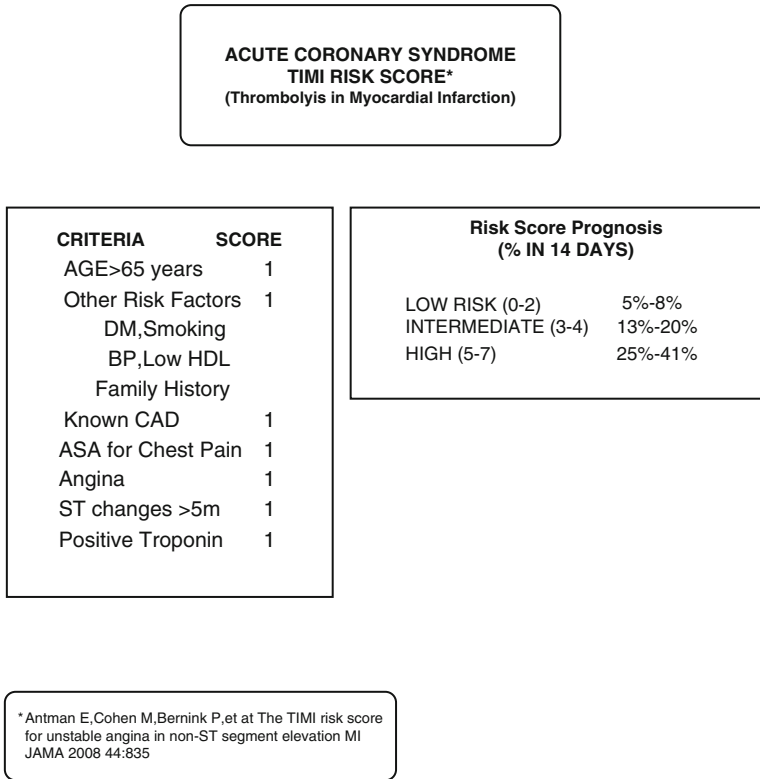 ACUTE CORONARY SYNDROME
TIMI RISK SCORE*
(Thrombolyis in Myocardial Infarction)
CRITERIA SCORE
AGE>65 years 1
Other Risk Factors 1
DM,Smoking
BP,Low HDL
Family History
Known CAD 1
ASA for Chest Pain 1
Angina 1
ST changes >5m 1
Positive Troponin 1
Risk Score Prognosis
(% IN 14 DAYS)
LOW RISK (0-2) 5%-8%
INTERMEDIATE (3-4) 13%-20%
HIGH (5-7) 25%-41%
*Antman E,Cohen M,Bernink P,et at The TIMI risk score
for unstable angina in non-ST segment elevation MI
JAMA 2008 44:835